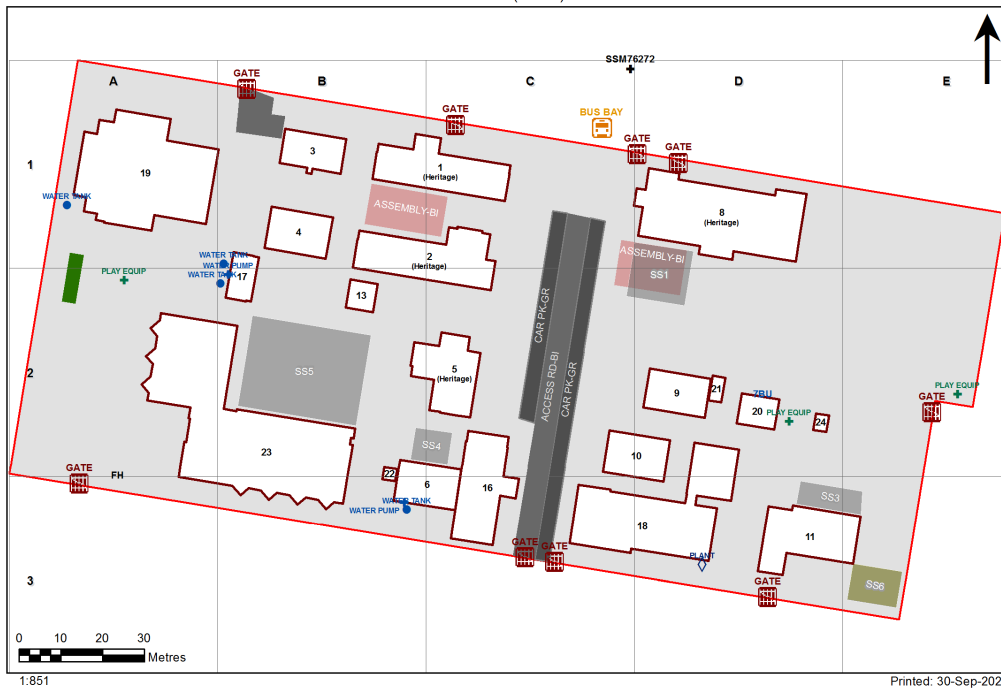 SSM76272
A
B
C
D
E
GATE
GATE
BUS BAY
GATE
GATE
1
3
1
(Heritage)
19
8
(Heritage)
WATER TANK
ASSEMBLY-BI
4
2
(Heritage)
ASSEMBLY-BI
SS1
WATER TANK
WATER PUMP
WATER TANK
17
PLAY EQUIP
13
CAR PK-GR
ACCESS RD-BI
CAR PK-GR
2
SS5
5
(Heritage)
9
21
20
PLAY EQUIP
24
PLAY EQUIP
GATE
SS4
23
10
GATE
FH
22
6
16
WATER TANK
WATER PUMP
SS3
18
11
GATE
GATE
PLANT
GATE
SS6
3
0 10 20 30
Metres
1:851
Printed: 30-Sep-202